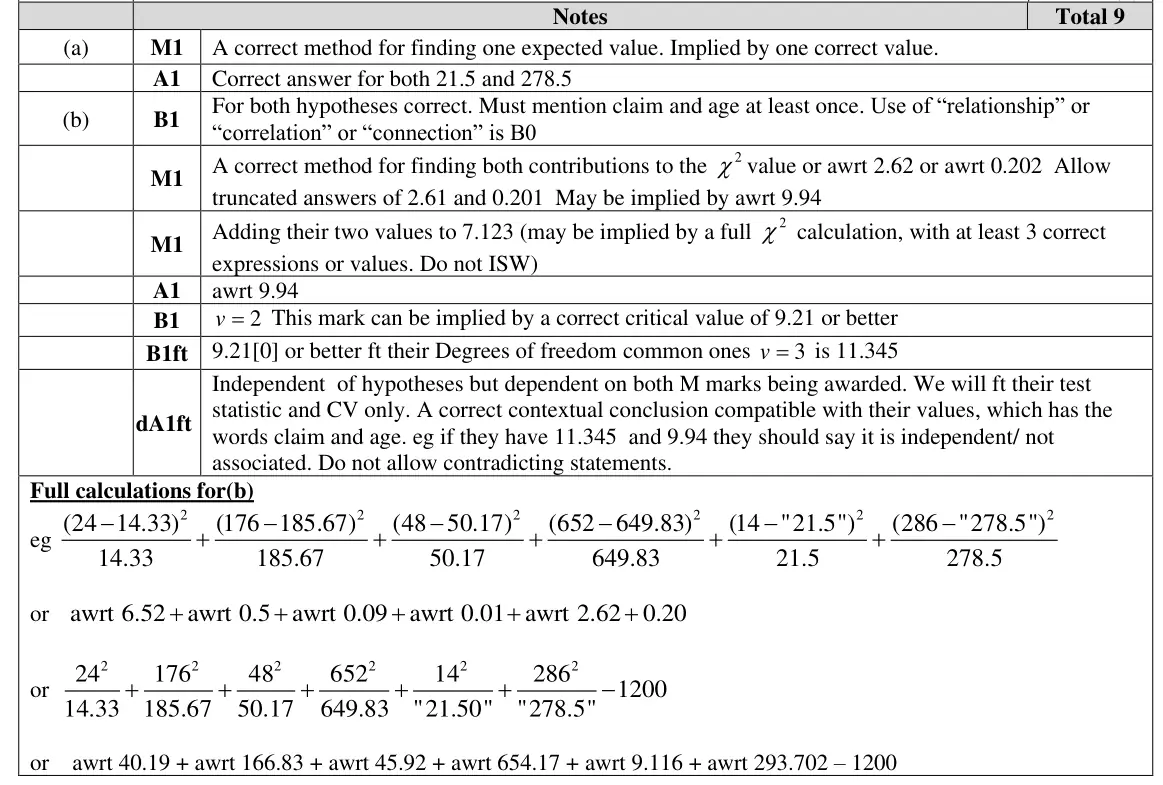 Notes Total 9
(a) M1 A correct method for finding one expected value. Implied by one correct value.
A1 Correct answer for both 21.5 and 278.5
(b) B1 For both hypotheses correct. Must mention claim and age at least once. Use of “relationship” or
“correlation” or “connection” is B0
M1 A correct method for finding both contributions to the χ² value or awrt 2.62 or awrt 0.202 Allow
truncated answers of 2.61 and 0.201 May be implied by awrt 9.94
M1 Adding their two values to 7.123 (may be implied by a full χ² calculation, with at least 3 correct
expressions or values. Do not ISW)
A1 awrt 9.94
B1 v = 2 This mark can be implied by a correct critical value of 9.21 or better
B1ft 9.21[0] or better ft their Degrees of freedom common ones v = 3 is 11.345
dA1ft Independent of hypotheses but dependent on both M marks being awarded. We will ft their test
statistic and CV only. A correct contextual conclusion compatible with their values, which has the
words claim and age. eg if they have 11.345 and 9.94 they should say it is independent/ not
associated. Do not allow contradicting statements.
Full calculations for(b)
eg (24−14.33)²/14.33 + (176−185.67)²/185.67 + (48−50.17)²/50.17 + (652−649.83)²/649.83 + (14−"21.5")²/21.5 + (286−"278.5")²/278.5
or awrt 6.52 + awrt 0.5 + awrt 0.09 + awrt 0.01 + awrt 2.62 + 0.20
or 24²/14.33 + 176²/185.67 + 48²/50.17 + 652²/649.83 + 14²/"21.50" + 286²/"278.5" − 1200
or awrt 40.19 + awrt 166.83 + awrt 45.92 + awrt 654.17 + awrt 9.116 + awrt 293.702 – 1200